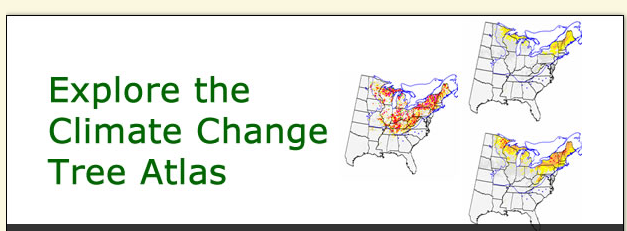 Explore the
Climate Change
Tree Atlas